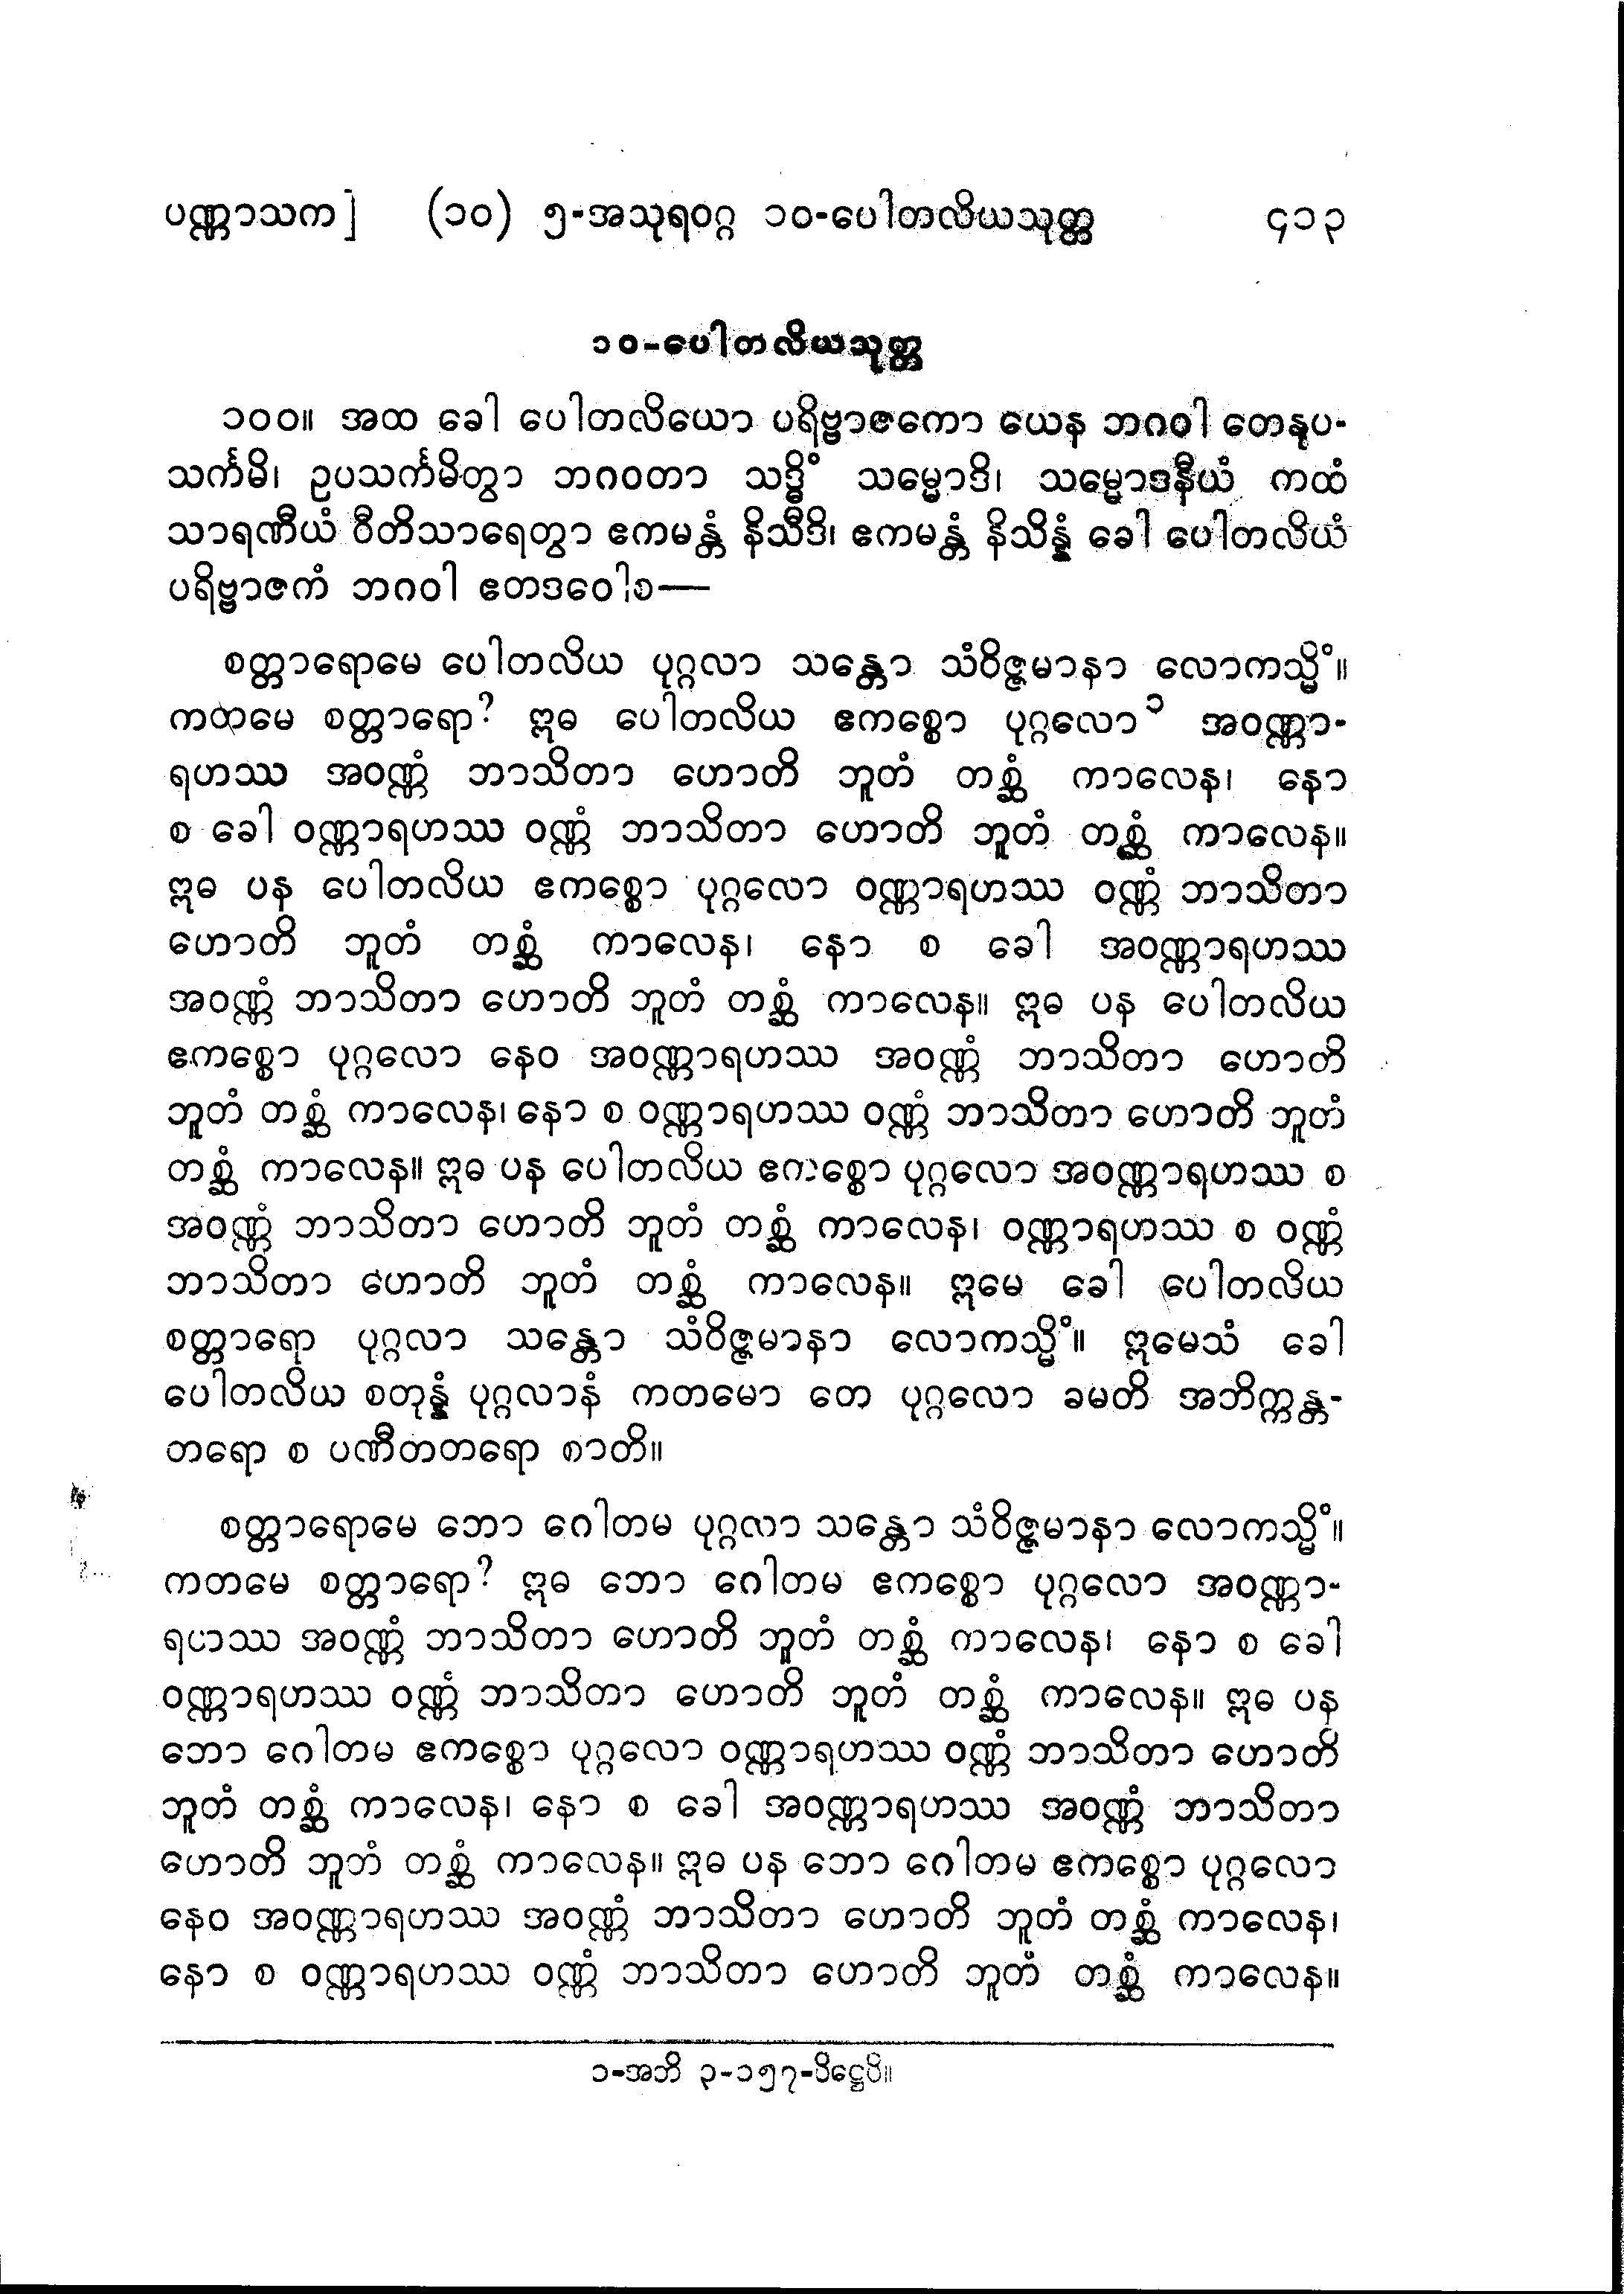 ပဏ္ဏာသက]   (၁၀) ၅-အသုရဝဂ္ဂ ၁၀-ပေါတလိယသုတ္တ   ၄၁၃
၁၀-ပေါတလိယသုတ္တ
၁၀၀။ အထ ခေါ ပေါတလိယော ပရိဗ္ဗာဇကော ယေန ဘဂဝါ တေနုပ-
သင်္ကမိ၊ ဥပသင်္ကမိတွာ ဘဂဝတာ သဒ္ဓိံ သမ္မောဒိ၊ သမ္မောဒနီယံ ကထံ
သာရဏီယံ ဝီတိသာရေတွာ ဧကမန္တံ နိသီဒိ၊ ဧကမန္တံ နိသိန္နံ ခေါ ပေါတလိယံ
ပရိဗ္ဗာဇကံ ဘဂဝါ ဧတဒဝေါစ—
စတ္တာရောမေ ပေါတလိယ ပုဂ္ဂလာ သန္တော သံဝိဇ္ဇမာနာ လောကသ္မိံ။
ကတမေ စတ္တာရော? ဣဓ ပေါတလိယ ဧကစ္စော ပုဂ္ဂလော၁ အဝဏ္ဏာ-
ရဟဿ အဝဏ္ဏံ ဘာသိတာ ဟောတိ ဘူတံ တစ္ဆံ ကာလေန၊ နော
စ ခေါ ဝဏ္ဏာရဟဿ ဝဏ္ဏံ ဘာသိတာ ဟောတိ ဘူတံ တစ္ဆံ ကာလေန။
ဣဓ ပန ပေါတလိယ ဧကစ္စော ပုဂ္ဂလော ဝဏ္ဏာရဟဿ ဝဏ္ဏံ ဘာသိတာ
ဟောတိ ဘူတံ တစ္ဆံ ကာလေန၊ နော စ ခေါ အဝဏ္ဏာရဟဿ
အဝဏ္ဏံ ဘာသိတာ ဟောတိ ဘူတံ တစ္ဆံ ကာလေန။ ဣဓ ပန ပေါတလိယ
ဧကစ္စော ပုဂ္ဂလော နေဝ အဝဏ္ဏာရဟဿ အဝဏ္ဏံ ဘာသိတာ ဟောတိ
ဘူတံ တစ္ဆံ ကာလေန၊ နော စ ဝဏ္ဏာရဟဿ ဝဏ္ဏံ ဘာသိတာ ဟောတိ ဘူတံ
တစ္ဆံ ကာလေန။ ဣဓ ပန ပေါတလိယ ဧကစ္စော ပုဂ္ဂလော အဝဏ္ဏာရဟဿ စ
အဝဏ္ဏံ ဘာသိတာ ဟောတိ ဘူတံ တစ္ဆံ ကာလေန၊ ဝဏ္ဏာရဟဿ စ ဝဏ္ဏံ
ဘာသိတာ ဟောတိ ဘူတံ တစ္ဆံ ကာလေန။ ဣမေ ခေါ ပေါတလိယ
စတ္တာရော ပုဂ္ဂလာ သန္တော သံဝိဇ္ဇမာနာ လောကသ္မိံ။ ဣမေသံ ခေါ
ပေါတလိယ စတုန္နံ ပုဂ္ဂလာနံ ကတမော တေ ပုဂ္ဂလော ခမတိ အဘိက္ကန္တ-
တရော စ ပဏီတတရော စာတိ။
စတ္တာရောမေ ဘော ဂေါတမ ပုဂ္ဂလာ သန္တော သံဝိဇ္ဇမာနာ လောကသ္မိံ။
ကတမေ စတ္တာရော? ဣဓ ဘော ဂေါတမ ဧကစ္စော ပုဂ္ဂလော အဝဏ္ဏာ-
ရဟဿ အဝဏ္ဏံ ဘာသိတာ ဟောတိ ဘူတံ တစ္ဆံ ကာလေန၊ နော စ ခေါ
ဝဏ္ဏာရဟဿ ဝဏ္ဏံ ဘာသိတာ ဟောတိ ဘူတံ တစ္ဆံ ကာလေန။ ဣဓ ပန
ဘော ဂေါတမ ဧကစ္စော ပုဂ္ဂလော ဝဏ္ဏာရဟဿ ဝဏ္ဏံ ဘာသိတာ ဟောတိ
ဘူတံ တစ္ဆံ ကာလေန၊ နော စ ခေါ အဝဏ္ဏာရဟဿ အဝဏ္ဏံ ဘာသိတာ
ဟောတိ ဘူတံ တစ္ဆံ ကာလေန။ ဣဓ ပန ဘော ဂေါတမ ဧကစ္စော ပုဂ္ဂလော
နေဝ အဝဏ္ဏာရဟဿ အဝဏ္ဏံ ဘာသိတာ ဟောတိ ဘူတံ တစ္ဆံ ကာလေန၊
နော စ ဝဏ္ဏာရဟဿ ဝဏ္ဏံ ဘာသိတာ ဟောတိ ဘူတံ တစ္ဆံ ကာလေန။
၁-အဘိ ၃-၁၅၇-ပိဋ္ဌေပိ။